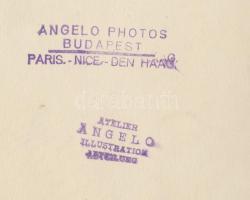 ANGELO PHOTOS
BUDAPEST
PARIS.-NICE.-DEN HAAG
darabanth
ATELIER
ANGELO
ILLUSTRATION
ABTEILUNG